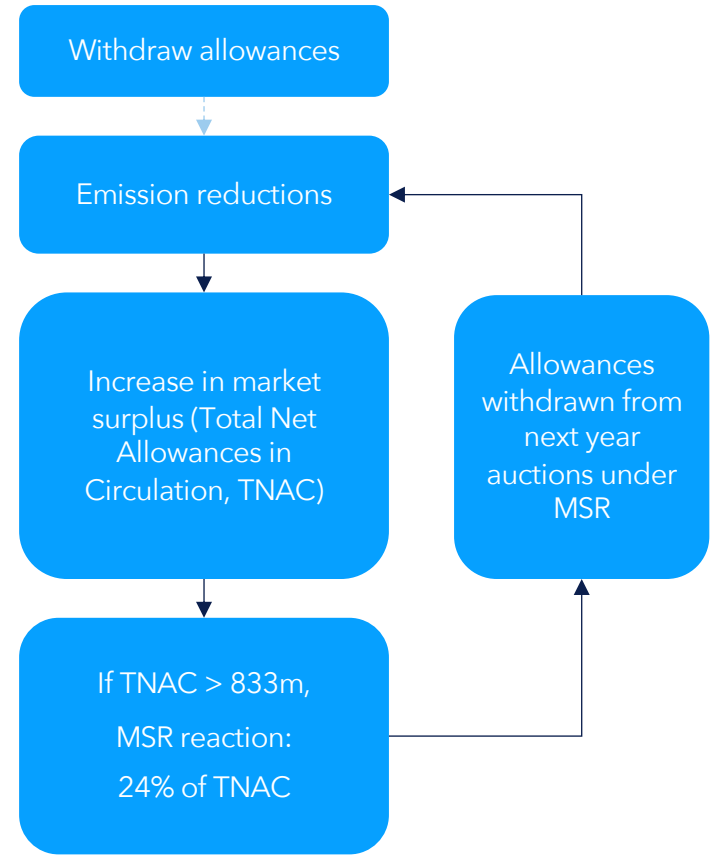 Withdraw allowances
Emission reductions
Increase in market
surplus (Total Net
Allowances in
Circulation, TNAC)
If TNAC > 833m,
MSR reaction:
24% of TNAC
Allowances
withdrawn from
next year
auctions under
MSR